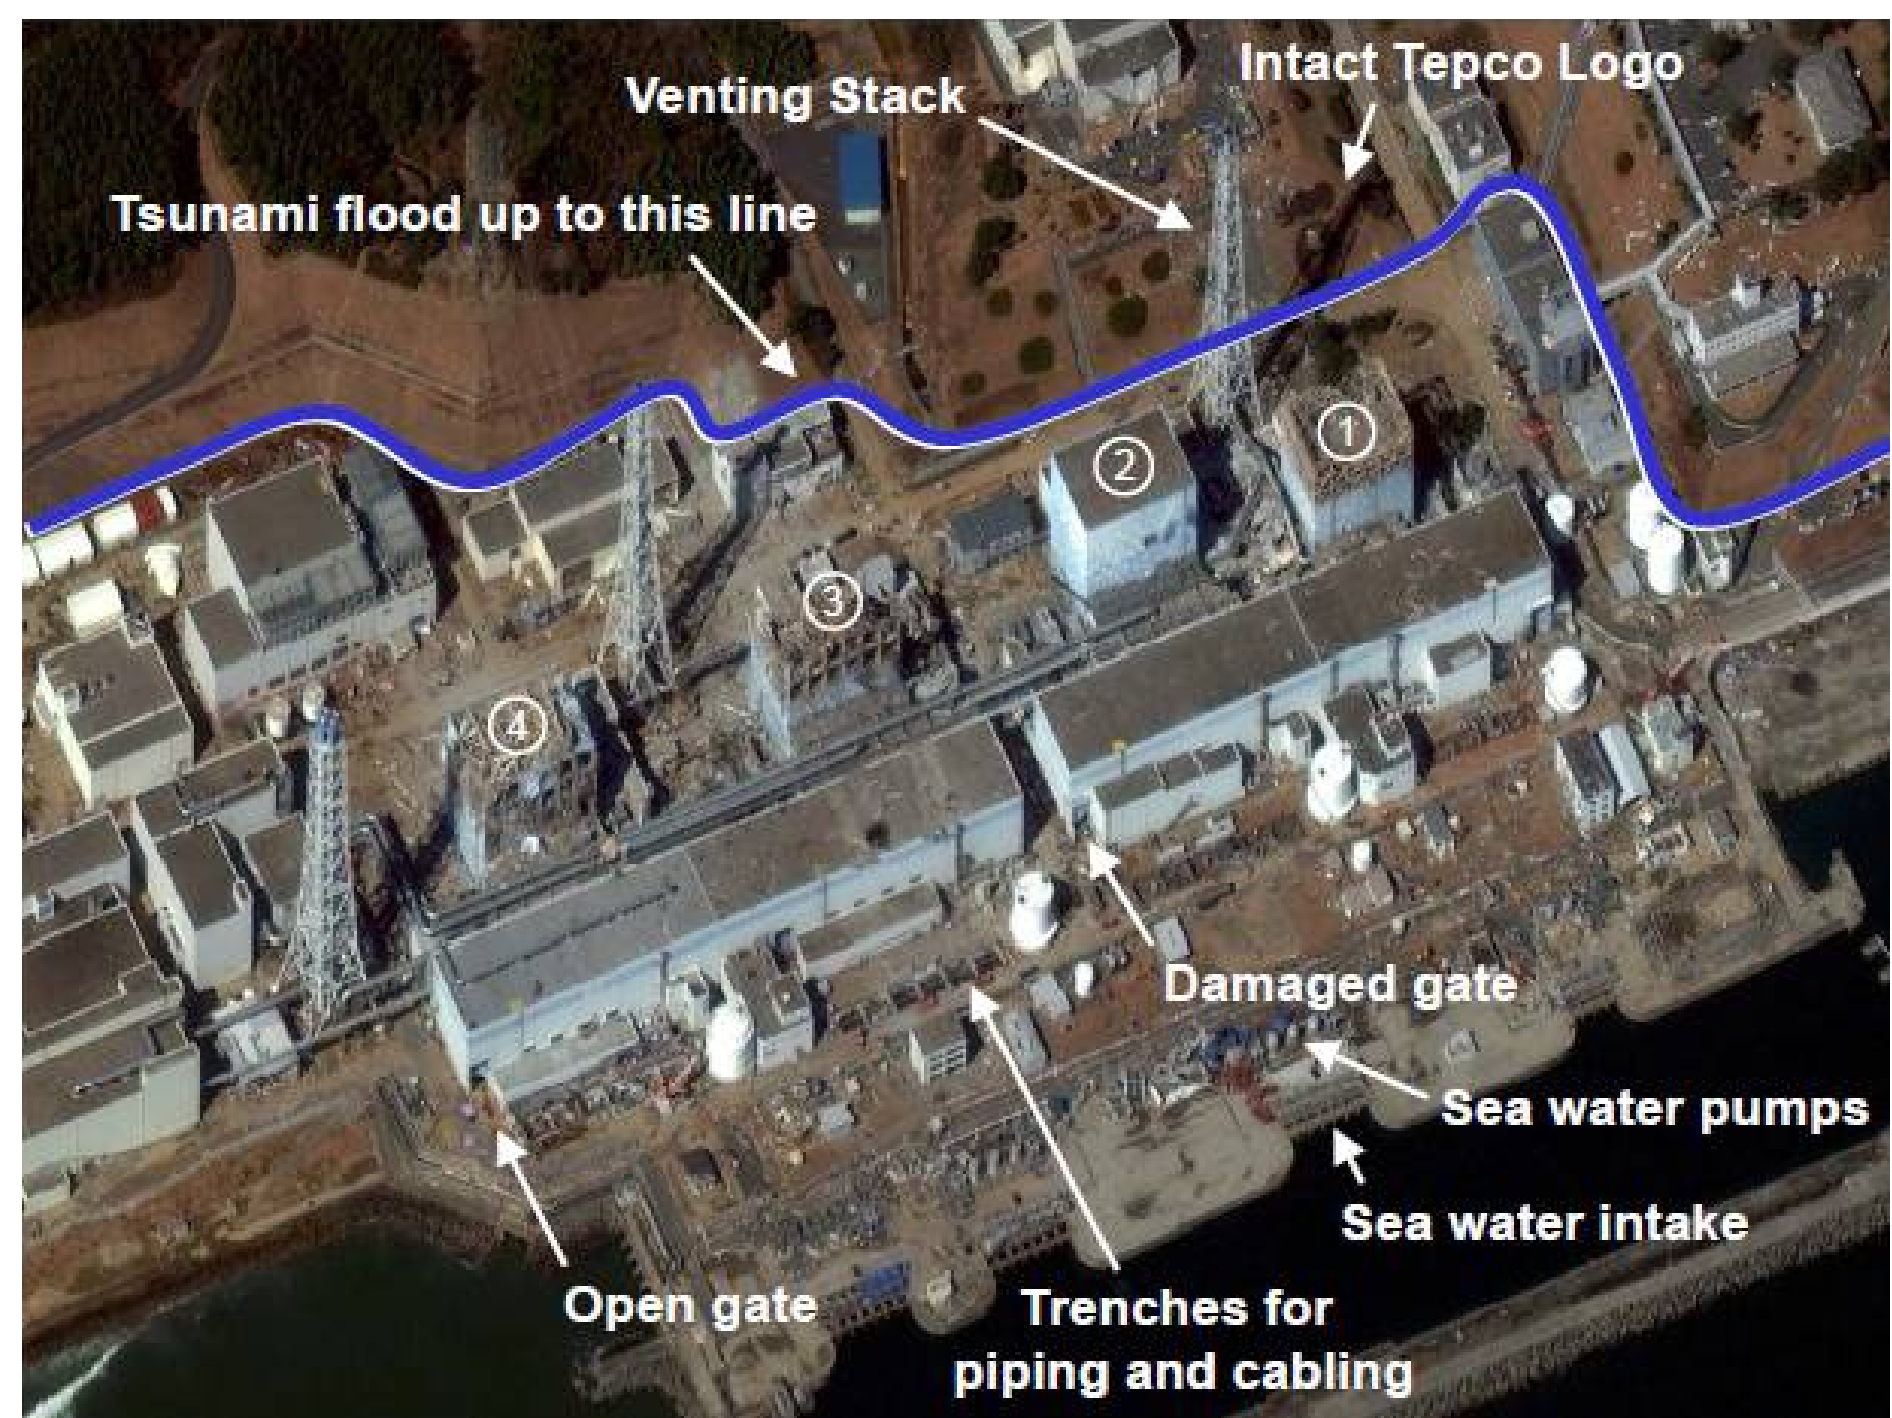 Intact Tepco Logo
Venting Stack
Tsunami flood up to this line
1
2
3
4
Damaged gate
Sea water pumps
Sea water intake
Open gate
Trenches for
piping and cabling